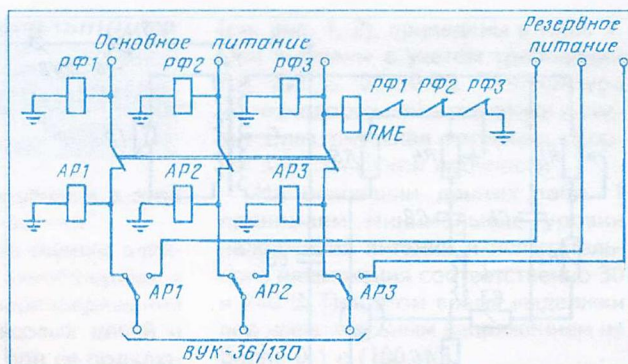 Резервное
Основное питание
питание
РФ1
РФ2
РФ3
РФ1 РФ2 РФ3
ПМЕ
АР1
АР2
АР3
АР1
АР2
АР3
ВУК-36/130